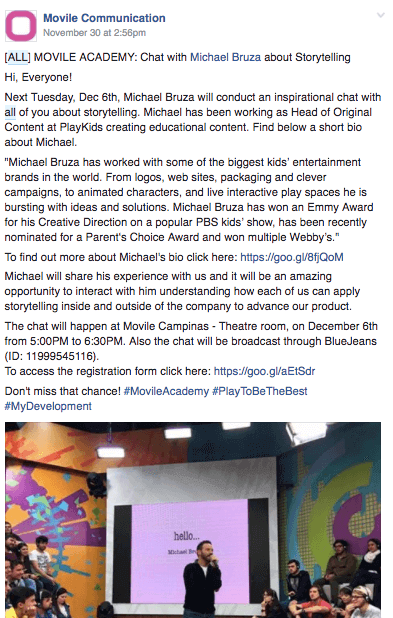 Movile Communication
November 30 at 2:56pm
[ALL] MOVILE ACADEMY: Chat with Michael Bruza about Storytelling
Hi, Everyone!
Next Tuesday, Dec 6th, Michael Bruza will conduct an inspirational chat with
all of you about storytelling. Michael has been working as Head of Original
Content at PlayKids creating educational content. Find below a short bio
about Michael.
"Michael Bruza has worked with some of the biggest kids’ entertainment
brands in the world. From logos, web sites, packaging and clever
campaigns, to animated characters, and live interactive play spaces he is
bursting with ideas and solutions. Michael Bruza has won an Emmy Award
for his Creative Direction on a popular PBS kids’ show, has been recently
nominated for a Parent's Choice Award and won multiple Webby’s."
To find out more about Michael's bio click here: https://goo.gl/8fjQoM
Michael will share his experience with us and it will be an amazing
opportunity to interact with him understanding how each of us can apply
storytelling inside and outside of the company to advance our product.
The chat will happen at Movile Campinas - Theatre room, on December 6th
from 5:00PM to 6:30PM. Also the chat will be broadcast through BlueJeans
(ID: 11999545116).
To access the registration form click here: https://goo.gl/aEtSdr
Don't miss that chance! #MovileAcademy #PlayToBeTheBest
#MyDevelopment
hello...
Michael